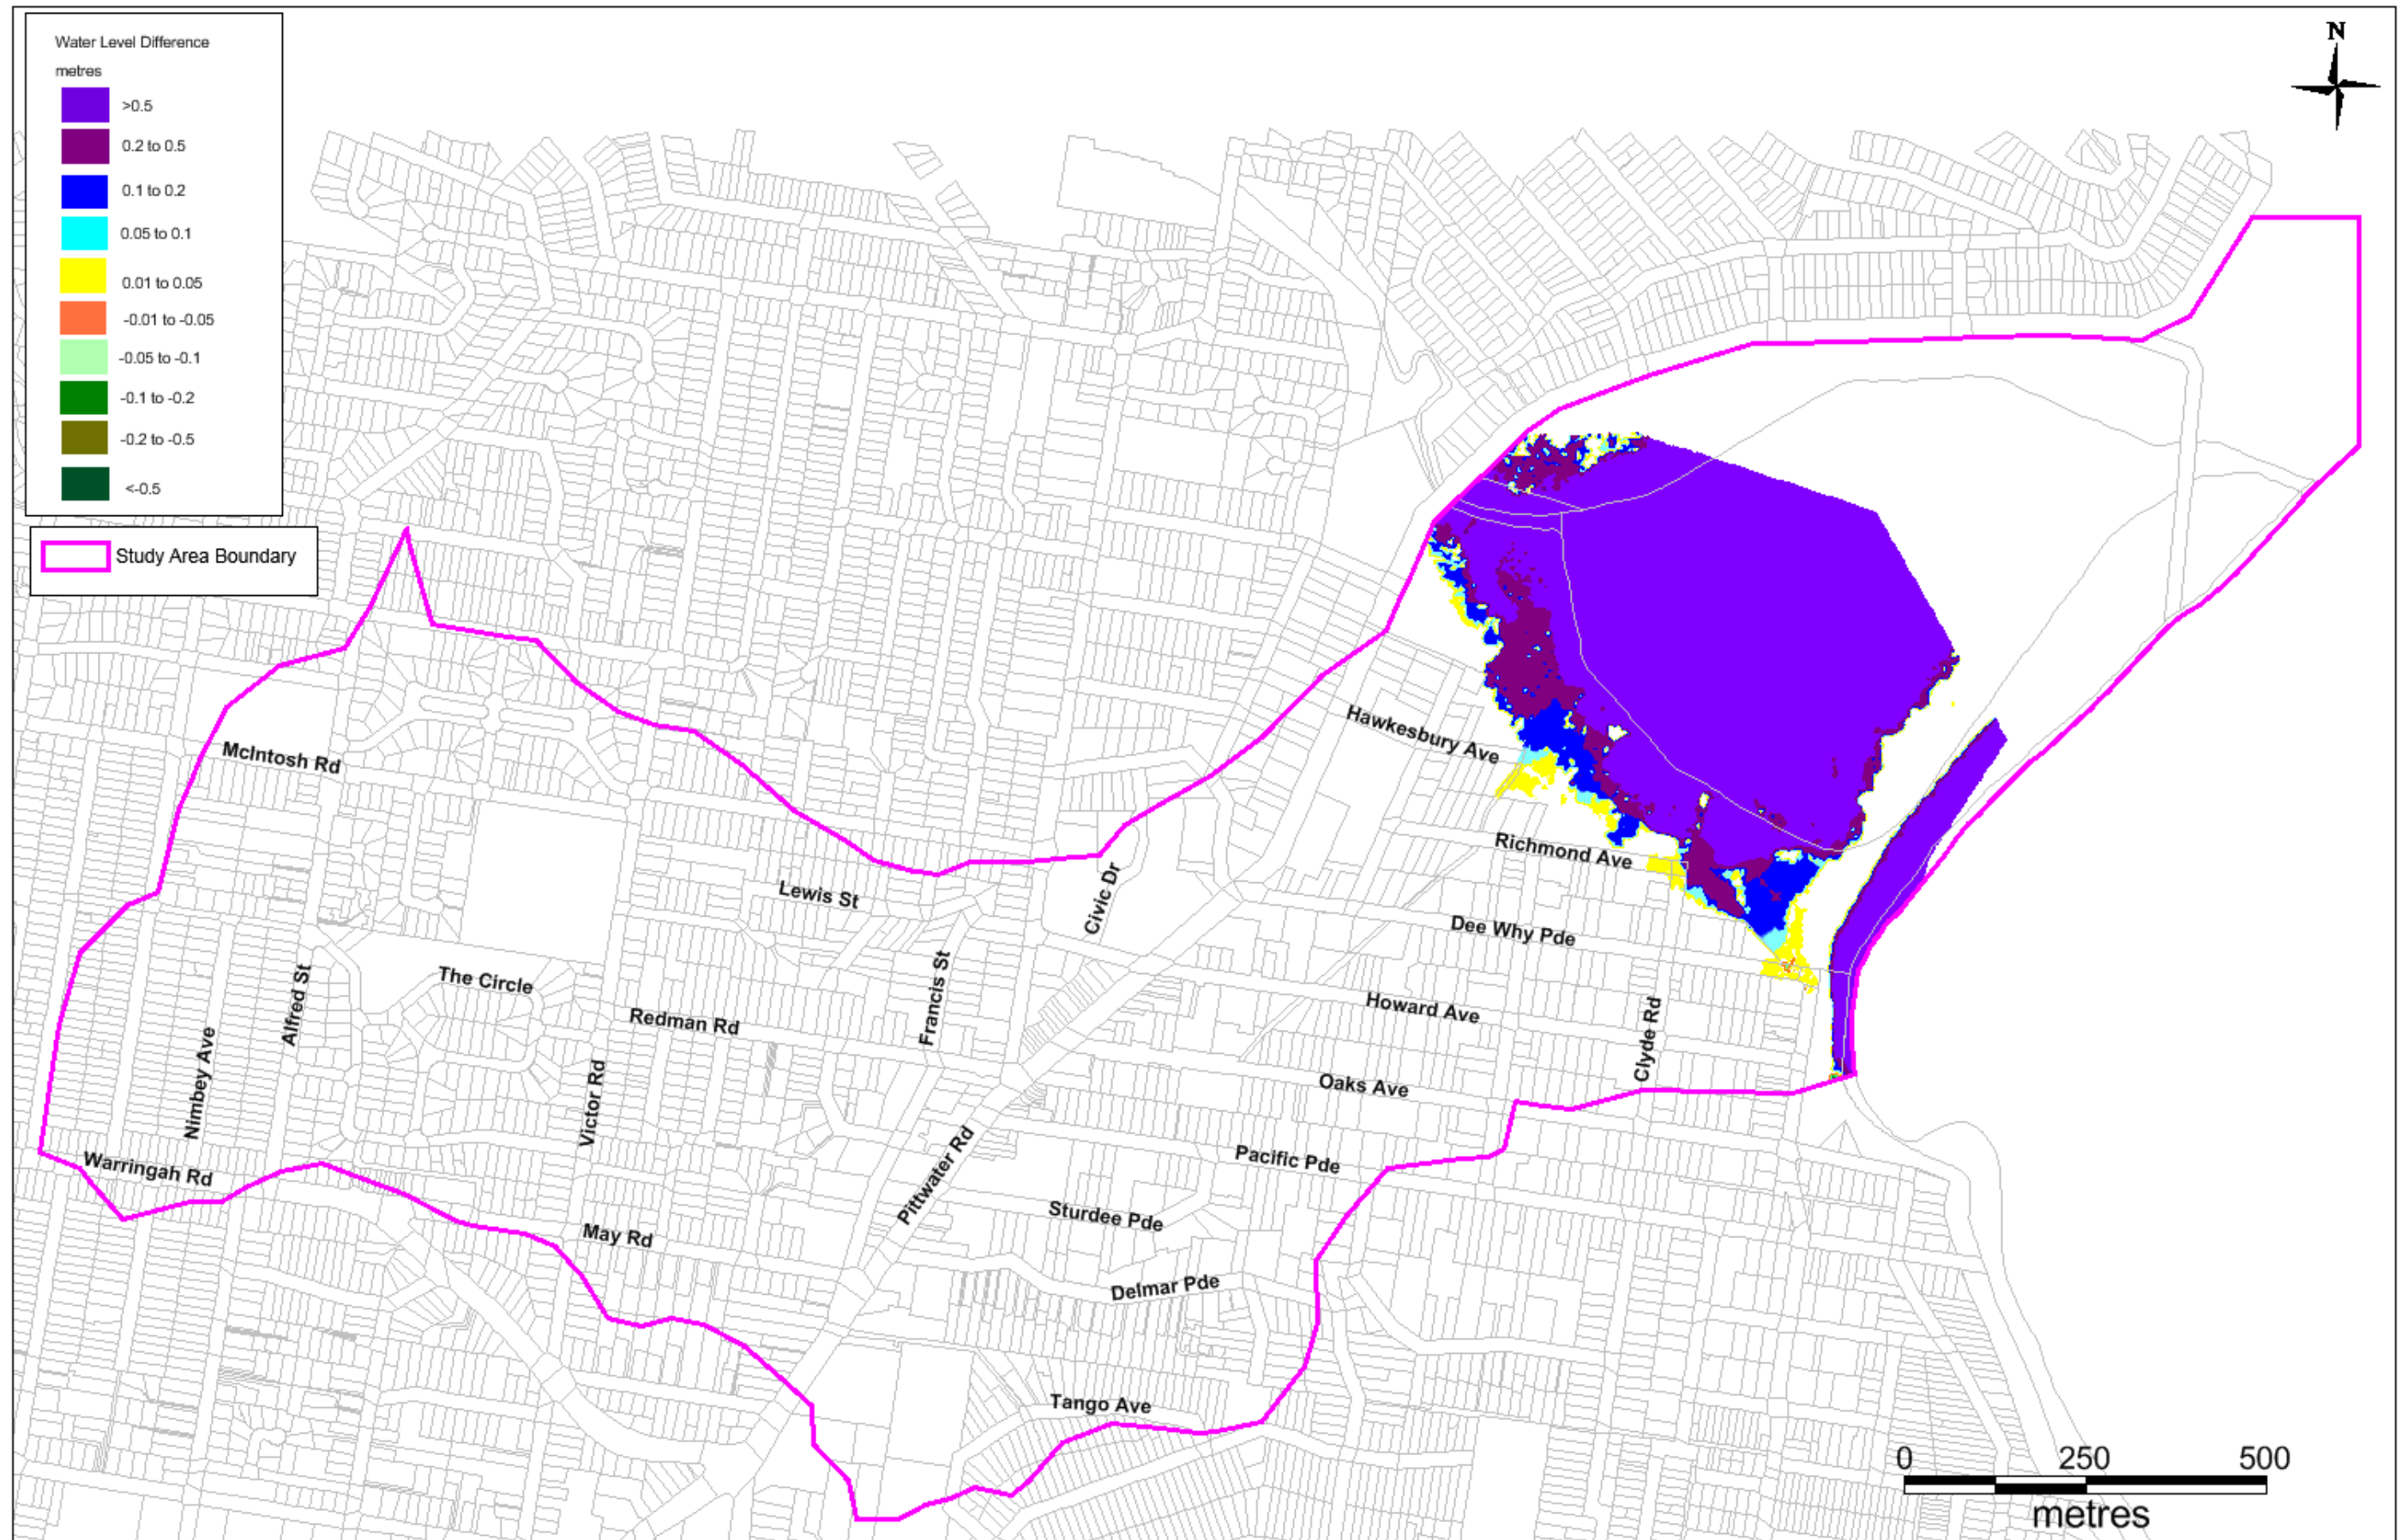 Water Level Difference
metres
>0.5
0.2 to 0.5
0.1 to 0.2
0.05 to 0.1
0.01 to 0.05
-0.01 to -0.05
-0.05 to -0.1
-0.1 to -0.2
-0.2 to -0.5
<-0.5
Study Area Boundary
N
Hawkesbury Ave
McIntosh Rd
Richmond Ave
Lewis St
Civic Dr
Dee Why Pde
The Circle
Alfred St
Francis St
Howard Ave
Redman Rd
Clyde Rd
Nimbey Ave
Victor Rd
Oaks Ave
Warringah Rd
Pittwater Rd
Pacific Pde
Sturdee Pde
May Rd
Delmar Pde
Tango Ave
0 250 500
metres